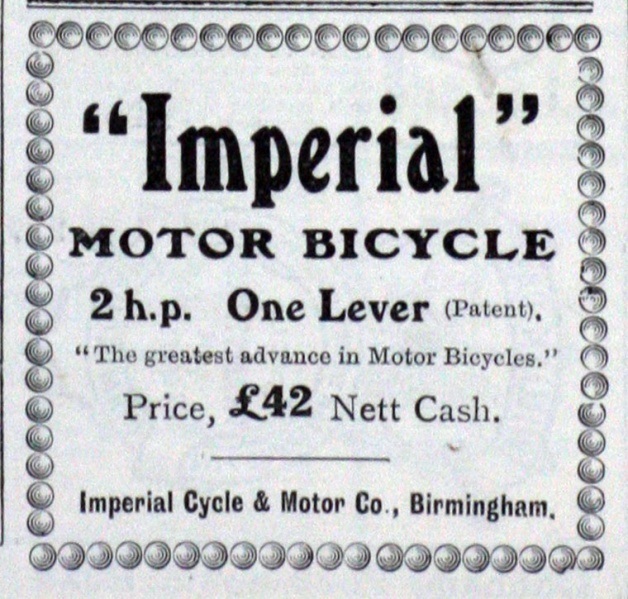 "Imperial"
MOTOR BICYCLE
2 h.p. One Lever (Patent).
"The greatest advance in Motor Bicycles."
Price, £42 Nett Cash.
Imperial Cycle & Motor Co., Birmingham.